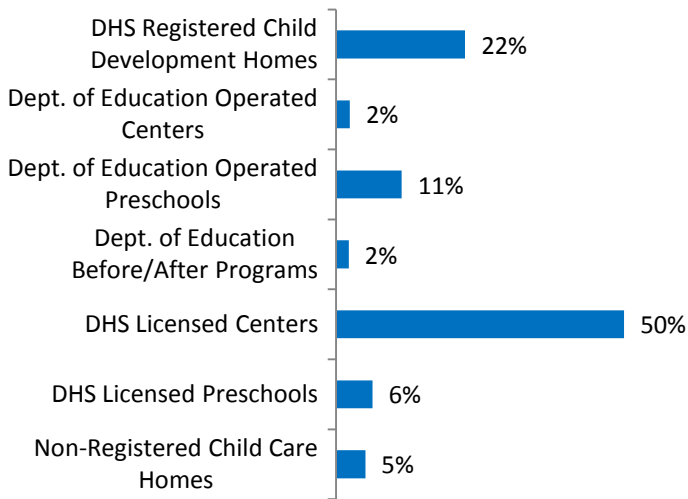 DHS Registered Child
Development Homes
22%
Dept. of Education Operated
Centers
2%
Dept. of Education Operated
Preschools
11%
Dept. of Education
Before/After Programs
2%
DHS Licensed Centers
50%
DHS Licensed Preschools
6%
Non-Registered Child Care
Homes
5%